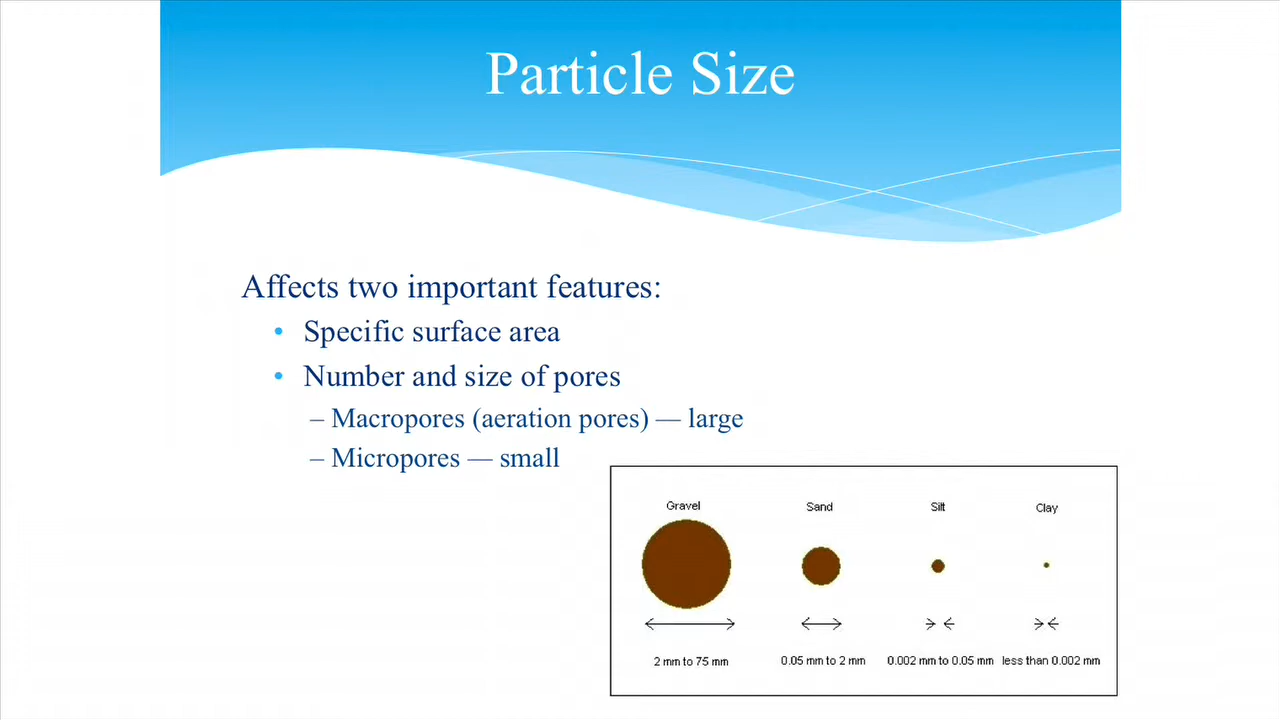 Particle Size
Affects two important features:
• Specific surface area
• Number and size of pores
– Macropores (aeration pores) — large
– Micropores — small
Gravel Sand Silt Clay
2 mm to 75 mm 0.05 mm to 2 mm 0.002 mm to 0.05 mm less than 0.002 mm